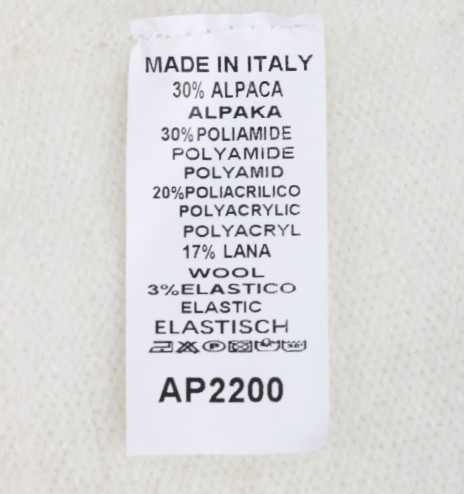 MADE IN ITALY
30% ALPACA
ALPAKA
30%POLIAMIDE
POLYAMIDE
POLYAMID
20%POLIACRILICO
POLYACRYLIC
POLYACRYL
17% LANA
WOOL
3%ELASTICO
ELASTIC
ELASTISCH
AP2200